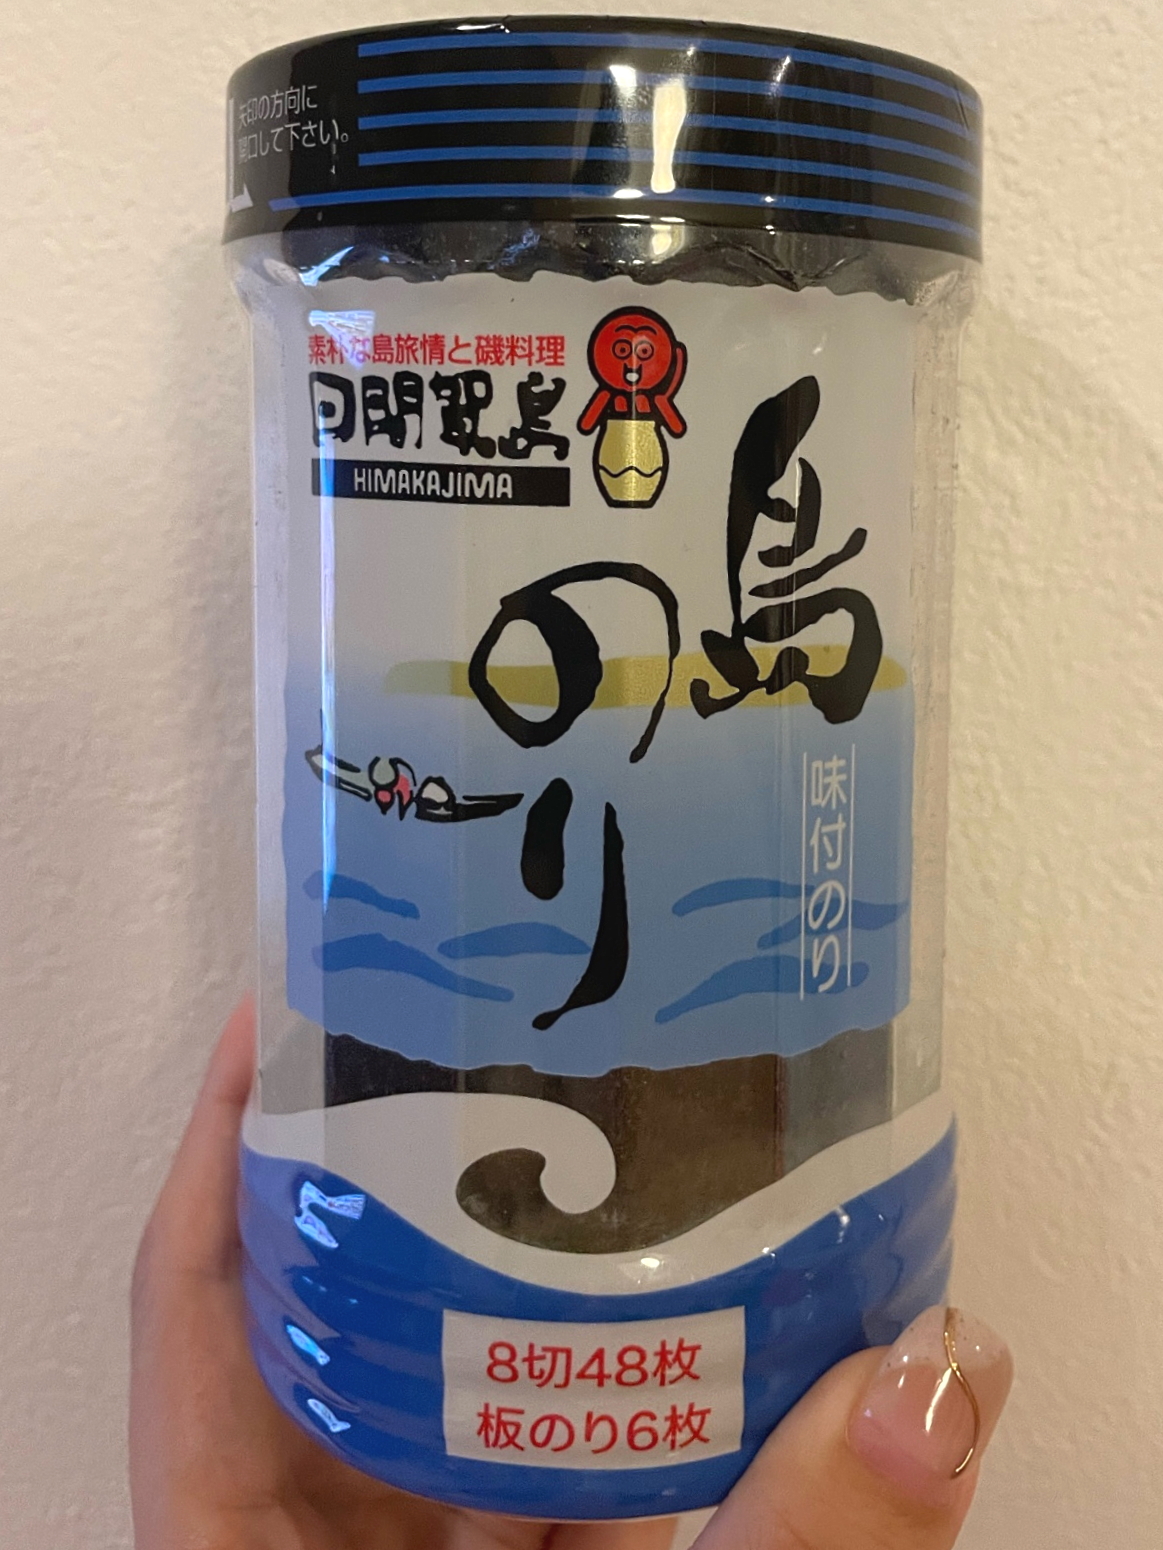 矢印の方向に
開口して下さい。
素朴な島旅情と磯料理
日間賀島
HIMAKAJIMA
島
のり
味付のり
8切48枚
板のり6枚